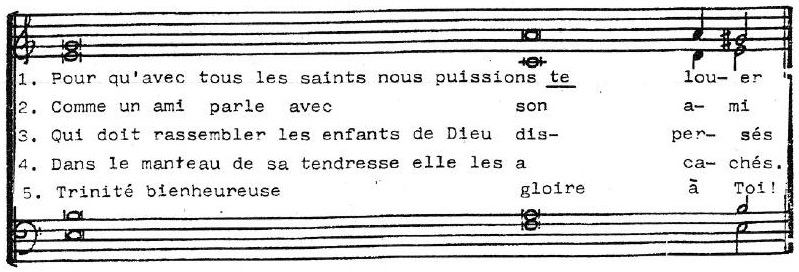 1. Pour qu'avec tous les saints nous puissions te lou- er
2. Comme un ami parle avec son a- mi
3. Qui doit rassembler les enfants de Dieu dis- per- sés
4. Dans le manteau de sa tendresse elle les a ca- chés.
5. Trinité bienheureuse gloire à Toi!